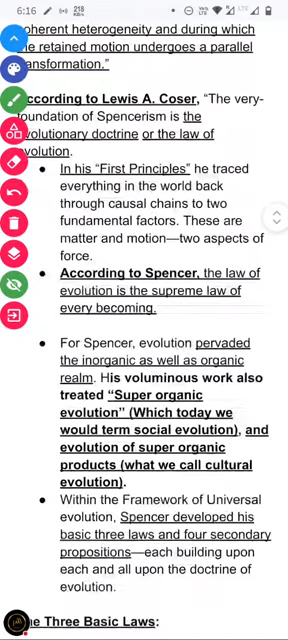 6:16
218
KB/s
LTE
LTE
coherent heterogeneity and during which
the retained motion undergoes a parallel
transformation.”
According to Lewis A. Coser, “The very-
foundation of Spencerism is the
evolutionary doctrine or the law of
evolution.
● In his “First Principles” he traced
everything in the world back
through causal chains to two
fundamental factors. These are
matter and motion—two aspects of
force.
● According to Spencer, the law of
evolution is the supreme law of
every becoming.
For Spencer, evolution pervaded
the inorganic as well as organic
realm. His voluminous work also
treated “Super organic
evolution” (Which today we
would term social evolution), and
evolution of super organic
products (what we call cultural
evolution).
● Within the Framework of Universal
evolution, Spencer developed his
basic three laws and four secondary
propositions—each building upon
each and all upon the doctrine of
evolution.
The Three Basic Laws: